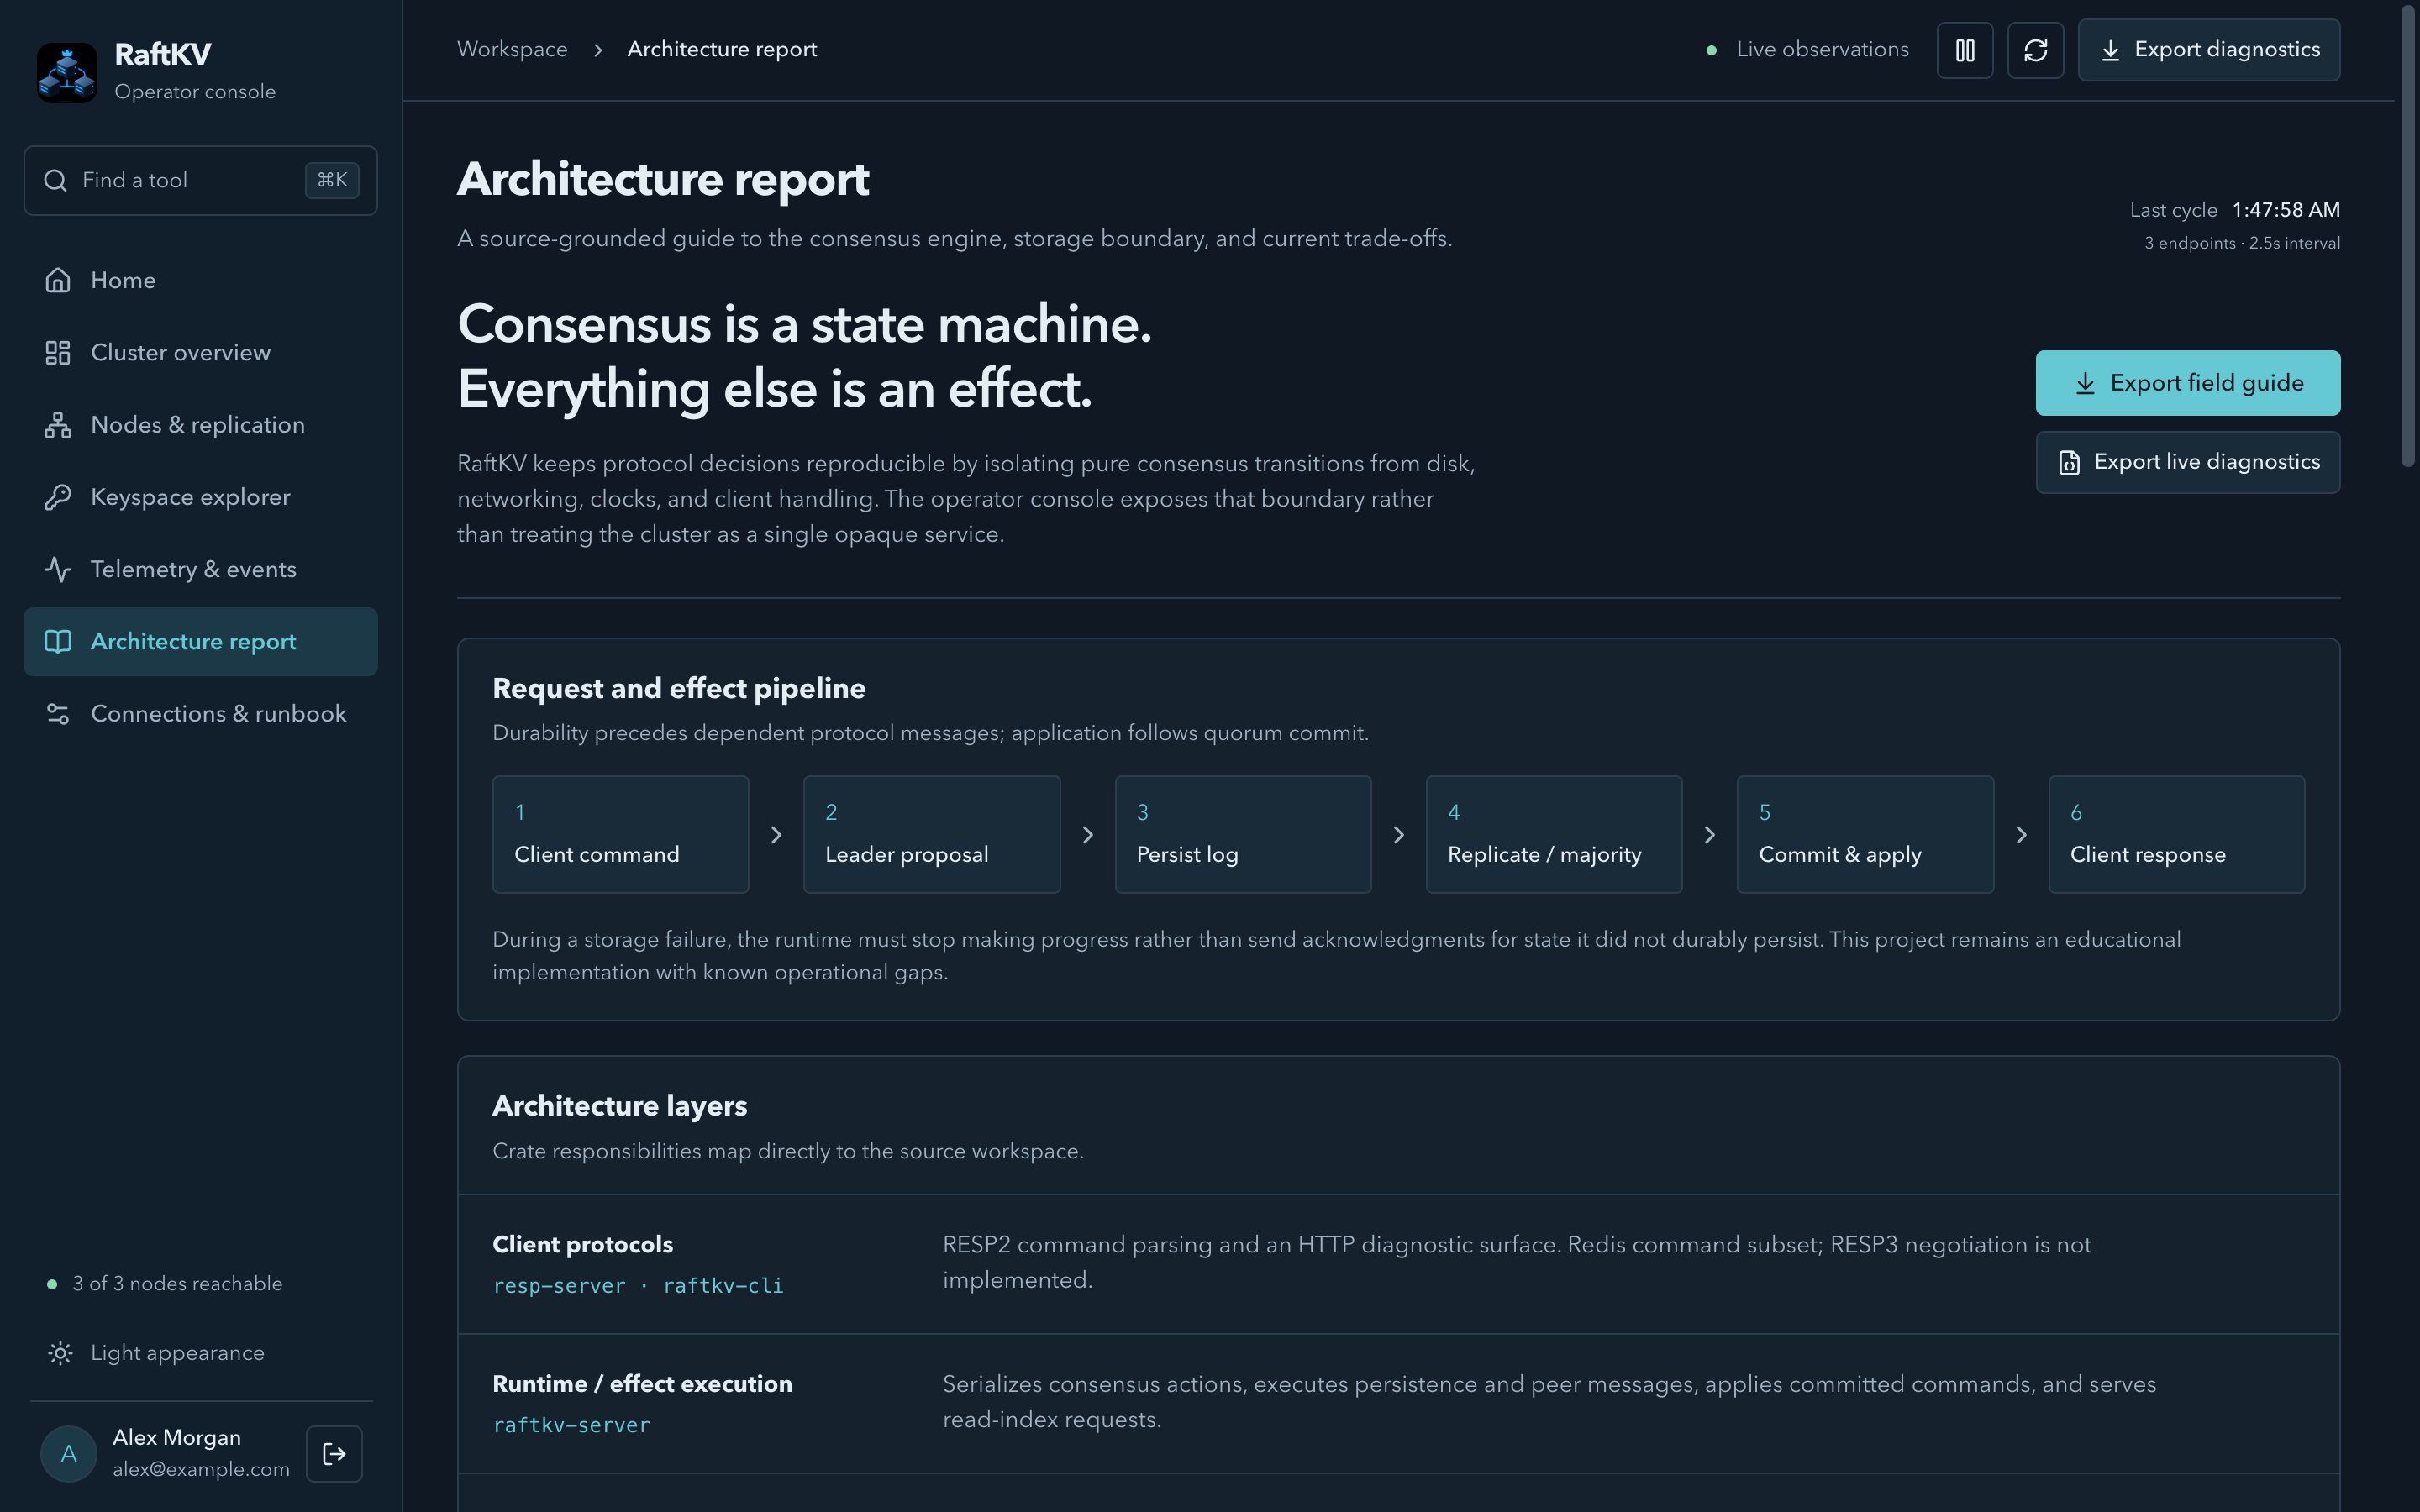 RaftKV
Operator console
Find a tool
⌘K
Home
Cluster overview
Nodes & replication
Keyspace explorer
Telemetry & events
Architecture report
Connections & runbook
3 of 3 nodes reachable
Light appearance
A
Alex Morgan
alex@example.com
Workspace
Architecture report
Live observations
Export diagnostics
Architecture report
A source-grounded guide to the consensus engine, storage boundary, and current trade-offs.
Last cycle 1:47:58 AM
3 endpoints · 2.5s interval
Consensus is a state machine.
Everything else is an effect.
RaftKV keeps protocol decisions reproducible by isolating pure consensus transitions from disk,
networking, clocks, and client handling. The operator console exposes that boundary rather
than treating the cluster as a single opaque service.
Export field guide
Export live diagnostics
Request and effect pipeline
Durability precedes dependent protocol messages; application follows quorum commit.
1
Client command
2
Leader proposal
3
Persist log
4
Replicate / majority
5
Commit & apply
6
Client response
During a storage failure, the runtime must stop making progress rather than send acknowledgments for state it did not durably persist. This project remains an educational
implementation with known operational gaps.
Architecture layers
Crate responsibilities map directly to the source workspace.
Client protocols
resp-server · raftkv-cli
RESP2 command parsing and an HTTP diagnostic surface. Redis command subset; RESP3 negotiation is not
implemented.
Runtime / effect execution
raftkv-server
Serializes consensus actions, executes persistence and peer messages, applies committed commands, and serves
read-index requests.